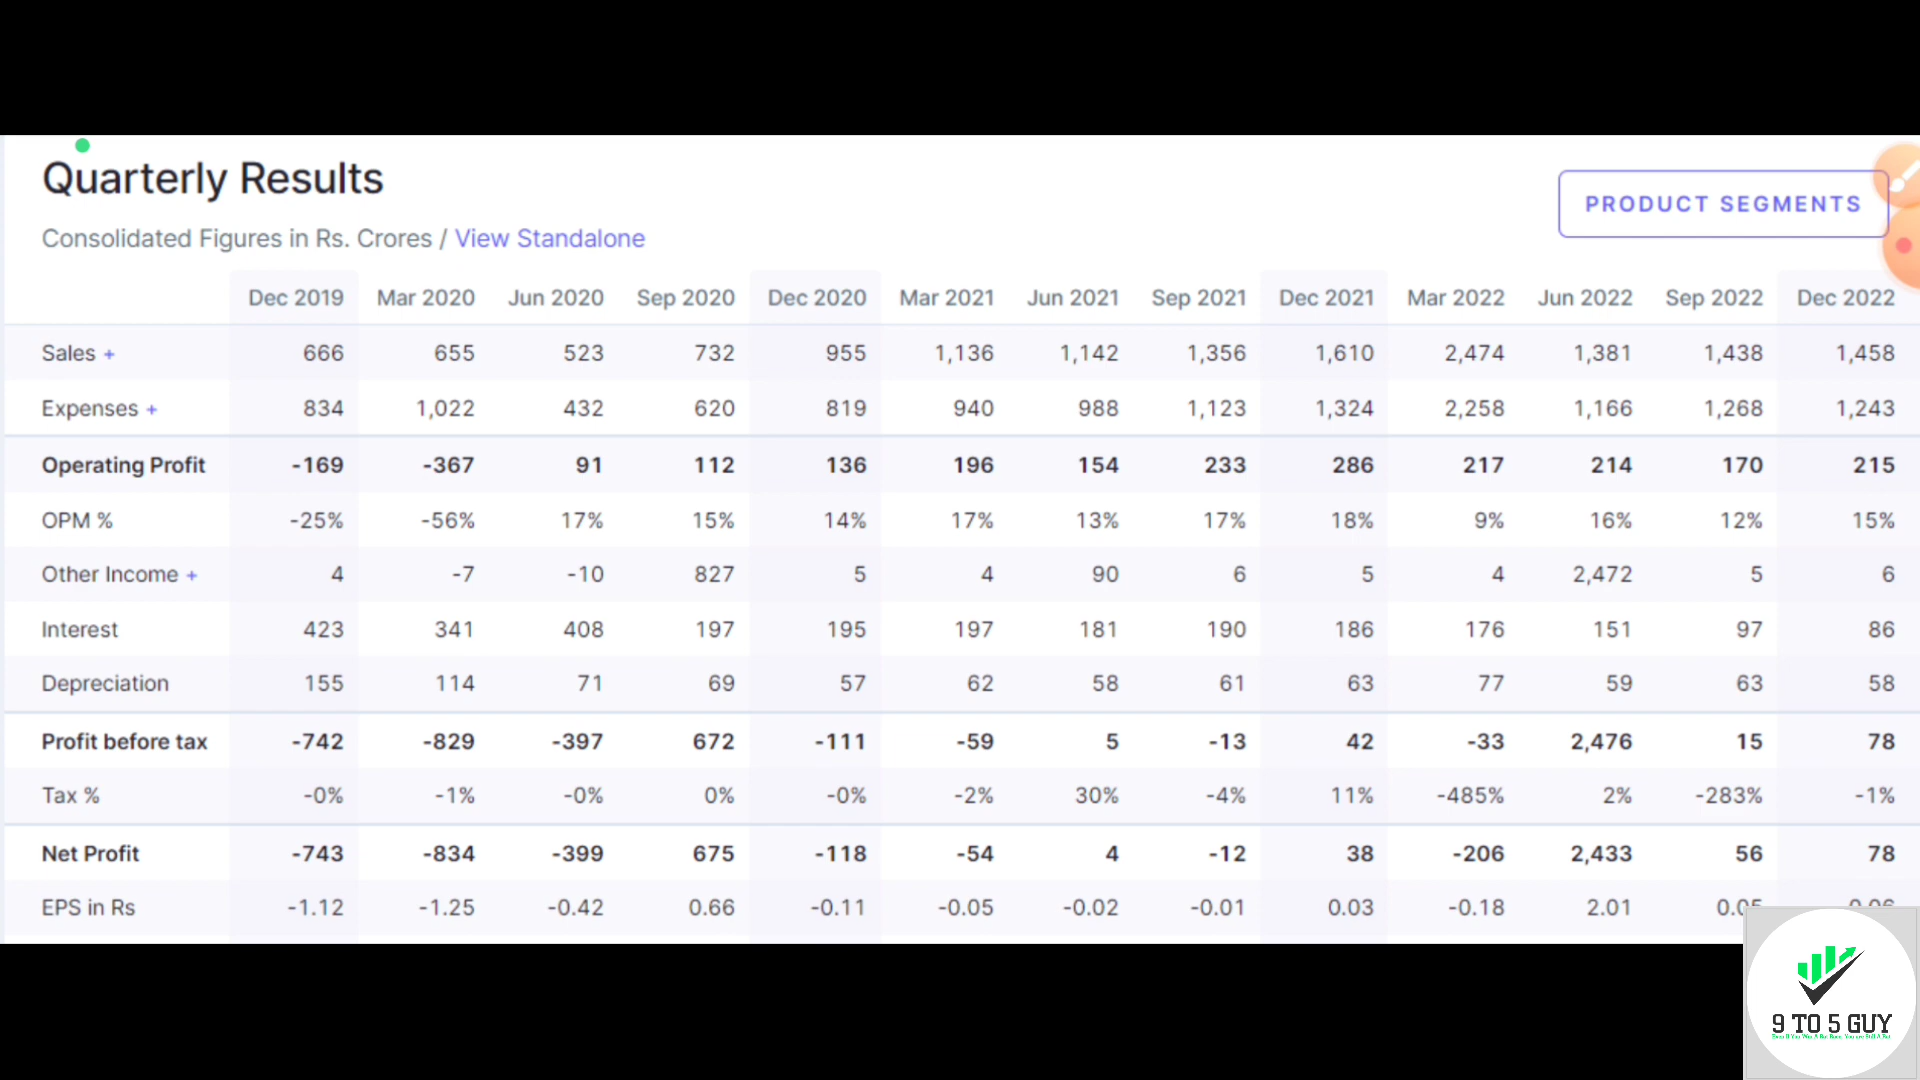 Quarterly Results
PRODUCT SEGMENTS
Consolidated Figures in Rs. Crores / View Standalone
Dec 2019 Mar 2020 Jun 2020 Sep 2020 Dec 2020 Mar 2021 Jun 2021 Sep 2021 Dec 2021 Mar 2022 Jun 2022 Sep 2022 Dec 2022
Sales + 666 655 523 732 955 1,136 1,142 1,356 1,610 2,474 1,381 1,438 1,458
Expenses + 834 1,022 432 620 819 940 988 1,123 1,324 2,258 1,166 1,268 1,243
Operating Profit -169 -367 91 112 136 196 154 233 286 217 214 170 215
OPM % -25% -56% 17% 15% 14% 17% 13% 17% 18% 9% 16% 12% 15%
Other Income + 4 -7 -10 827 5 4 90 6 5 4 2,472 5 6
Interest 423 341 408 197 195 197 181 190 186 176 151 97 86
Depreciation 155 114 71 69 57 62 58 61 63 77 59 63 58
Profit before tax -742 -829 -397 672 -111 -59 5 -13 42 -33 2,476 15 78
Tax % -0% -1% -0% 0% -0% -2% 30% -4% 11% -485% 2% -283% -1%
Net Profit -743 -834 -399 675 -118 -54 4 -12 38 -206 2,433 56 78
EPS in Rs -1.12 -1.25 -0.42 0.66 -0.11 -0.05 -0.02 -0.01 0.03 -0.18 2.01 0.05 0.06
9 TO 5 GUY